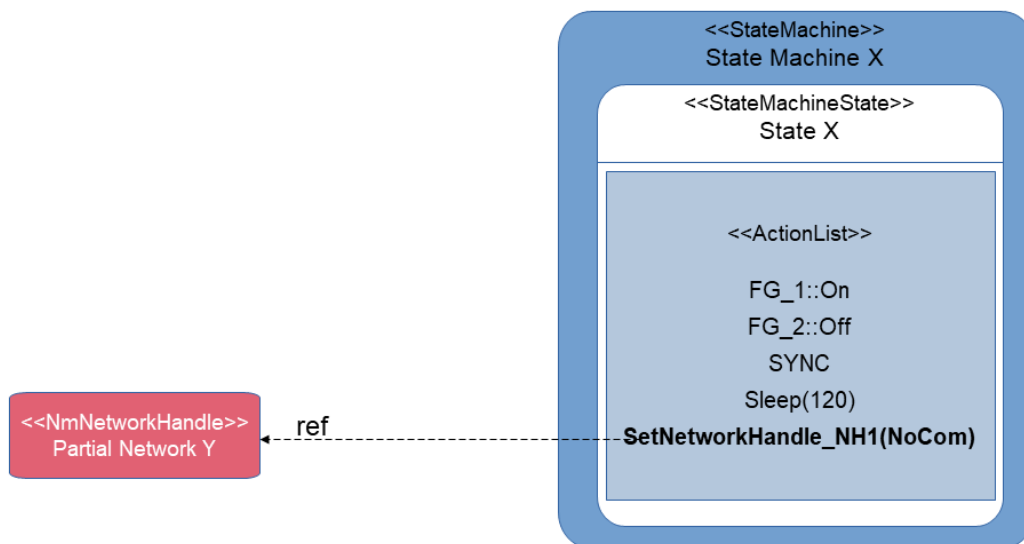 <<StateMachine>>
State Machine X
<<StateMachineState>>
State X
<<ActionList>>
FG_1::On
FG_2::Off
SYNC
Sleep(120)
SetNetworkHandle_NH1(NoCom)
ref
<<NmNetworkHandle>>
Partial Network Y